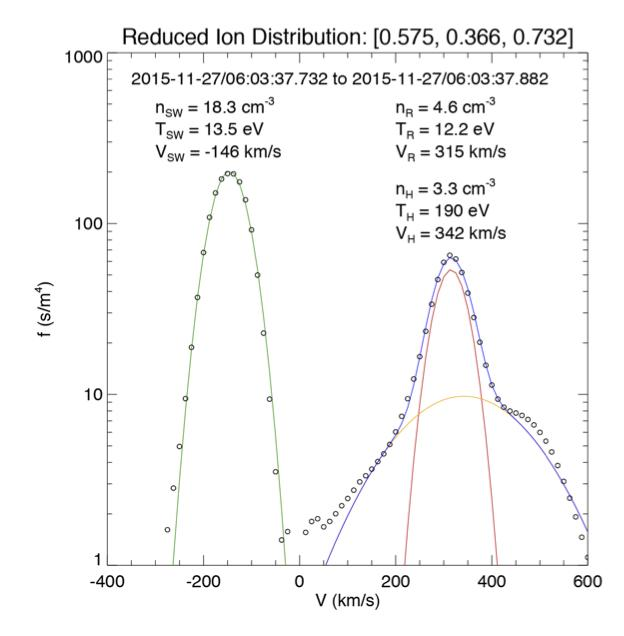 Reduced Ion Distribution: [0.575, 0.366, 0.732]
1000
2015-11-27/06:03:37.732 to 2015-11-27/06:03:37.882
n_SW = 18.3 cm⁻³
T_SW = 13.5 eV
V_SW = -146 km/s
n_R = 4.6 cm⁻³
T_R = 12.2 eV
V_R = 315 km/s
n_H = 3.3 cm⁻³
T_H = 190 eV
V_H = 342 km/s
100
f (s/m⁴)
10
1
-400 -200 0 200 400 600
V (km/s)